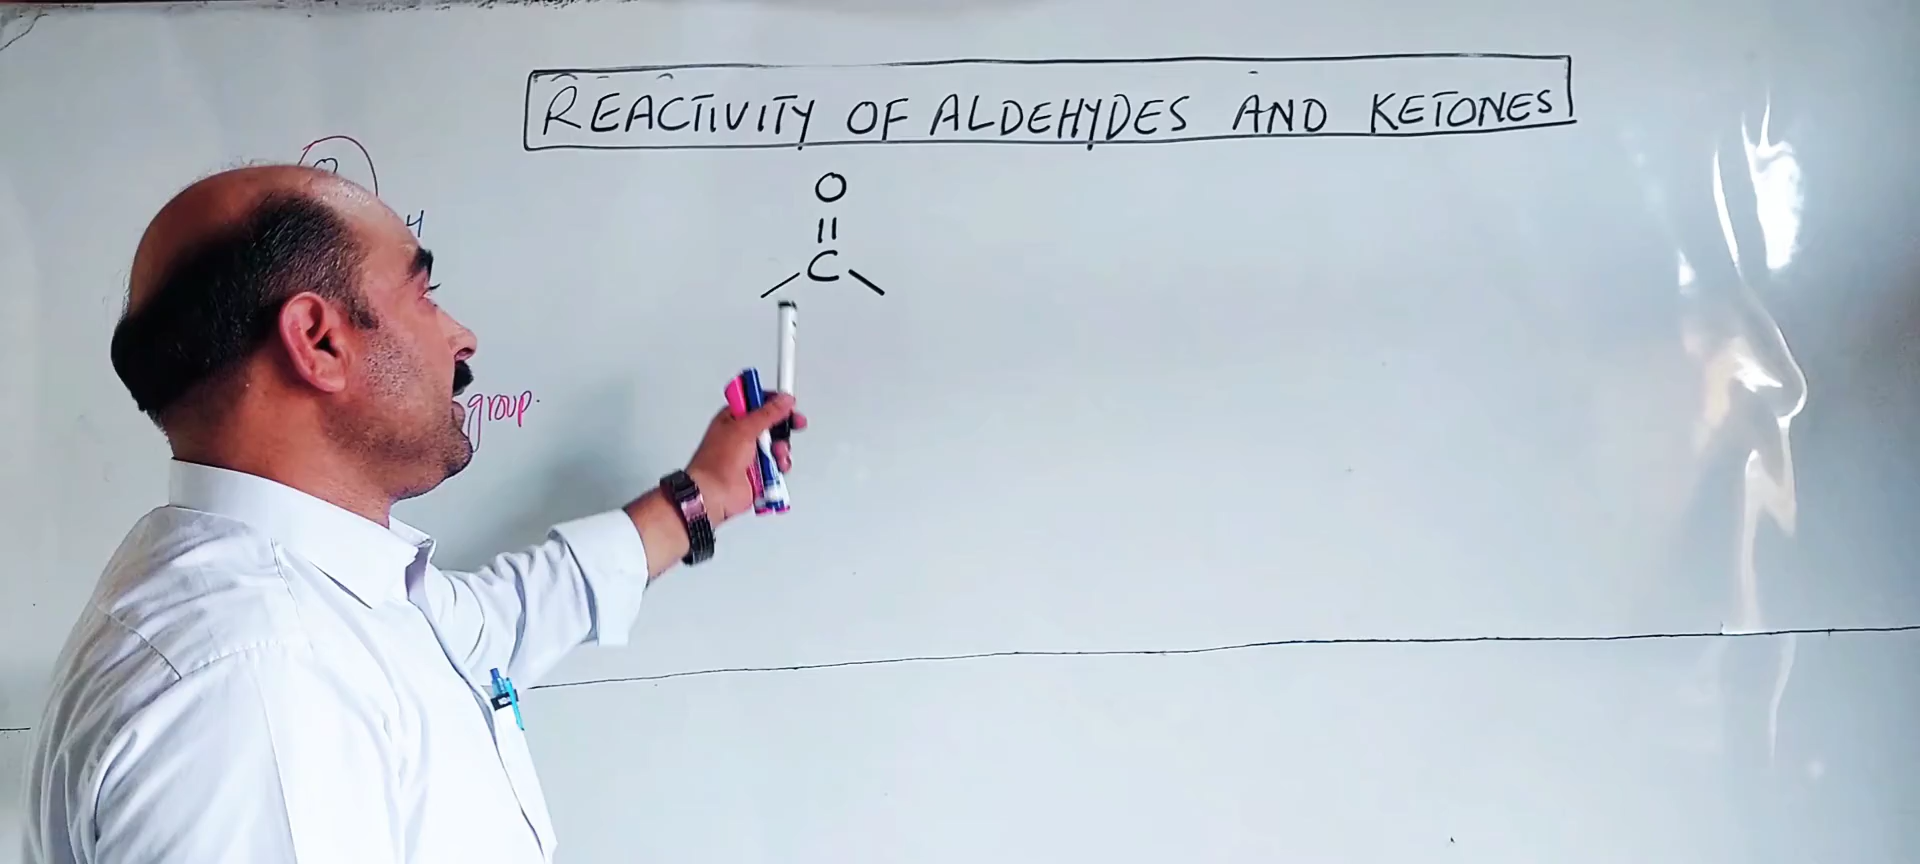 REACTIVITY OF ALDEHYDES AND KETONES
O
||
C
H
group.